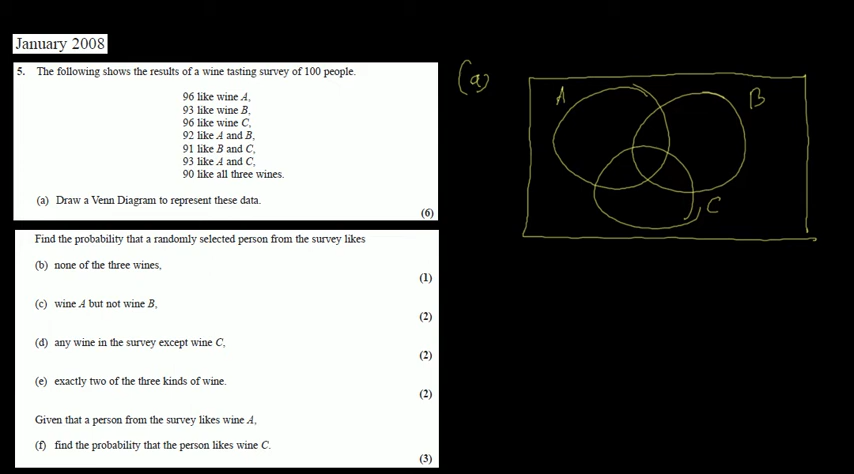 January 2008
5. The following shows the results of a wine tasting survey of 100 people.
96 like wine A,
93 like wine B,
96 like wine C,
92 like A and B,
91 like B and C,
93 like A and C,
90 like all three wines.
(a) Draw a Venn Diagram to represent these data.
(6)
Find the probability that a randomly selected person from the survey likes
(b) none of the three wines,
(1)
(c) wine A but not wine B,
(2)
(d) any wine in the survey except wine C,
(2)
(e) exactly two of the three kinds of wine.
(2)
Given that a person from the survey likes wine A,
(f) find the probability that the person likes wine C.
(3)
(a)
A
B
C